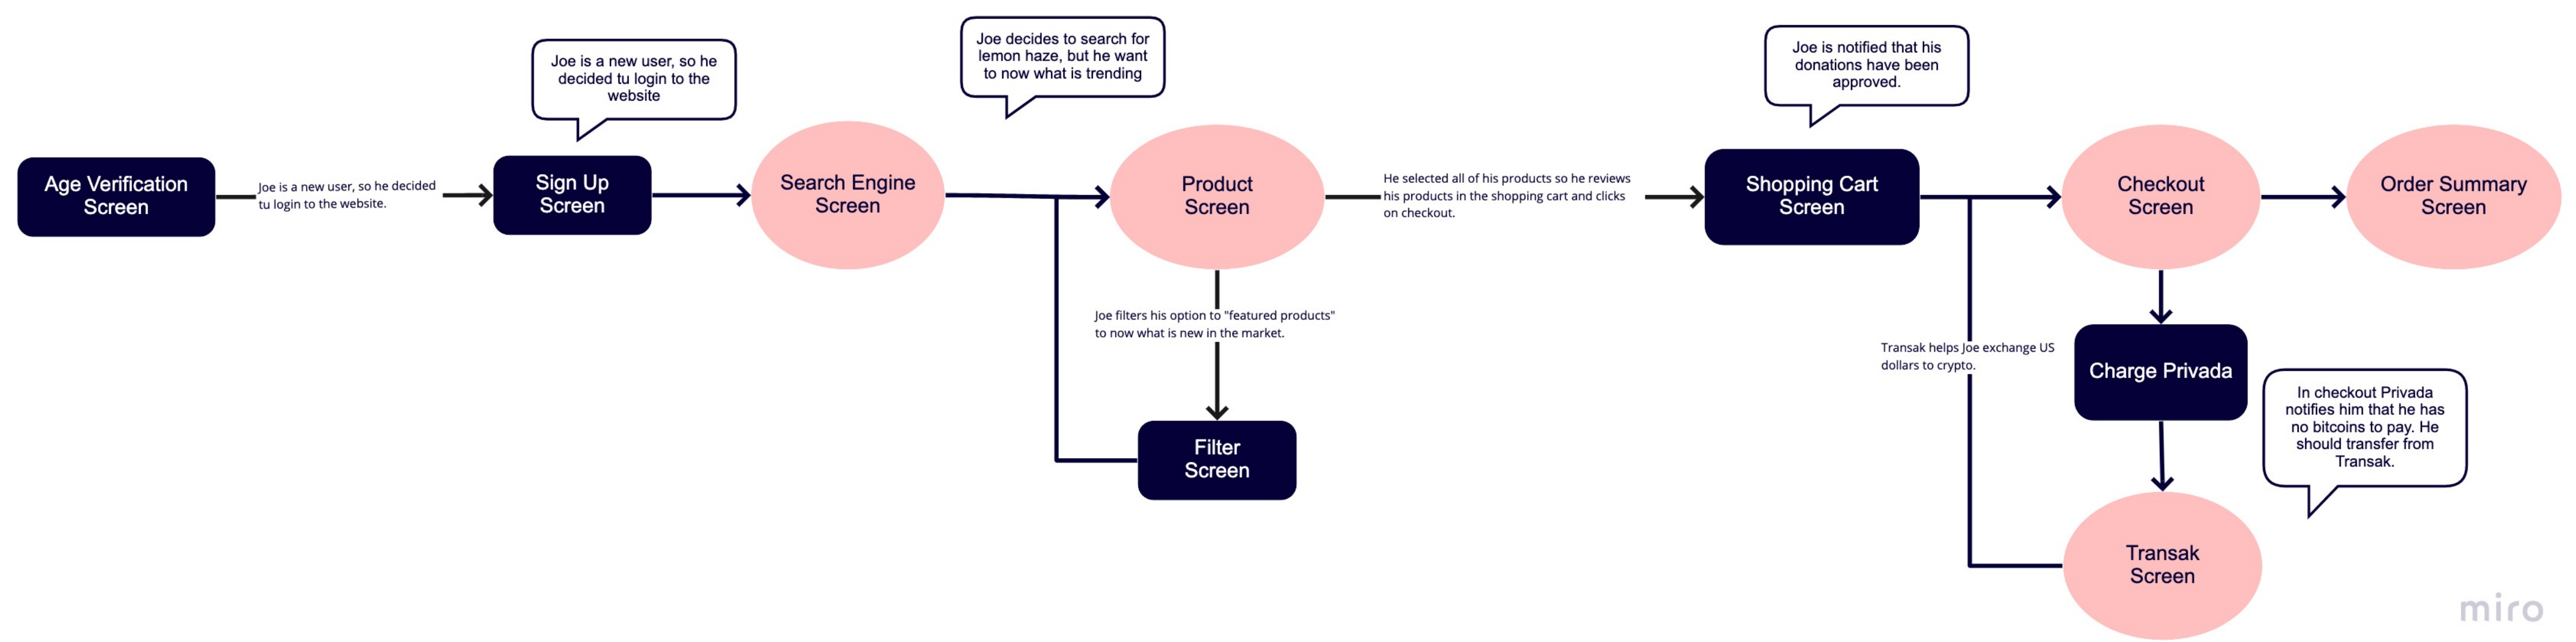 Joe is a new user, so he
decided tu login to the
website
Joe decides to search for
lemon haze, but he want
to now what is trending
Joe is notified that his
donations have been
approved.
Age Verification
Screen
Joe is a new user, so he decided
tu login to the website.
Sign Up
Screen
Search Engine
Screen
Product
Screen
He selected all of his products so he reviews
his products in the shopping cart and clicks
on checkout.
Shopping Cart
Screen
Checkout
Screen
Order Summary
Screen
Joe filters his option to "featured products"
to now what is new in the market.
Filter
Screen
Transak helps Joe exchange US
dollars to crypto.
Charge Privada
In checkout Privada
notifies him that he has
no bitcoins to pay. He
should transfer from
Transak.
Transak
Screen
miro